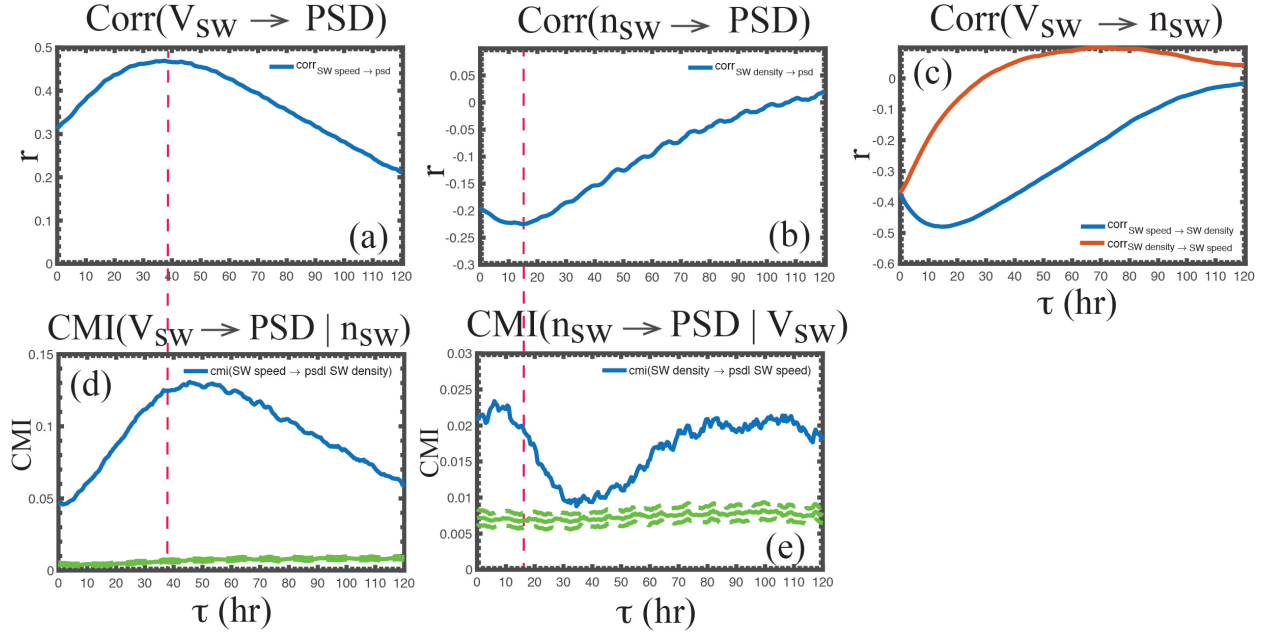 Corr(V_SW → PSD)
0.5
0.4
0.3
0.2
0.1
0
r
corr_SW speed → psd
(a)
0 10 20 30 40 50 60 70 80 90 100 110 120
Corr(n_SW → PSD)
0.05
0
-0.05
-0.1
-0.15
-0.2
-0.25
-0.3
r
corr_SW density → psd
(b)
0 10 20 30 40 50 60 70 80 90 100 110 120
Corr(V_SW → n_SW)
(c)
0
-0.1
-0.2
-0.3
-0.4
-0.5
-0.6
r
corr_SW speed → SW density
corr_SW density → SW speed
0 10 20 30 40 50 60 70 80 90 100 110 120
τ (hr)
CMI(V_SW → PSD | n_SW)
0.15
0.1
0.05
0
CMI
(d)
cmi(SW speed → psdl SW density)
0 10 20 30 40 50 60 70 80 90 100 110 120
τ (hr)
CMI(n_SW → PSD | V_SW)
0.03
0.025
0.02
0.015
0.01
0.005
0
CMI
cmi(SW density → psdl SW speed)
(e)
0 10 20 30 40 50 60 70 80 90 100 110 120
τ (hr)